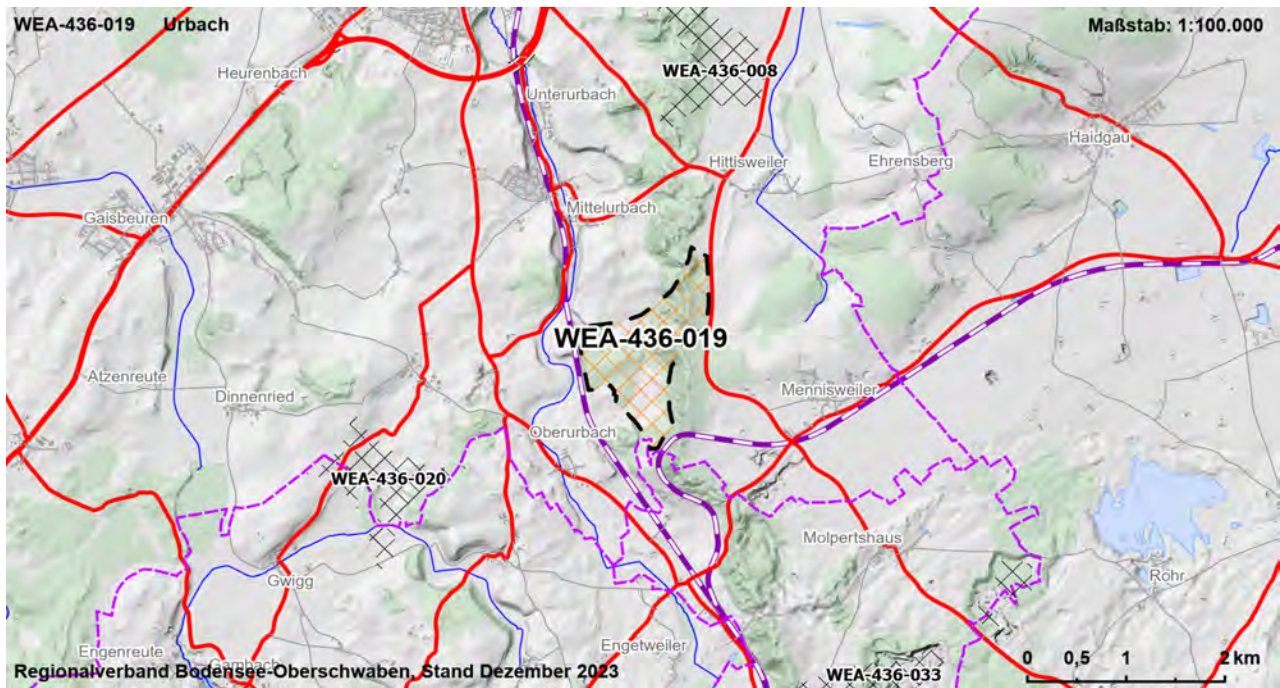 WEA-436-019 Urbach
Maßstab: 1:100.000
Heurenbach
WEA-436-008
Unterurbach
Haidgau
Hittisweiler
Ehrensberg
Gaisbeuren
Mittelurbach
WEA-436-019
Atzenreute
Dinnenried
Mennisweiler
Oberurbach
WEA-436-020
Molpertshaus
Gwigg
Rohr
Engenreute
Gambach
Engetweiler
0 0,5 1 2 km
Regionalverband Bodensee-Oberschwaben, Stand Dezember 2023
WEA-436-033